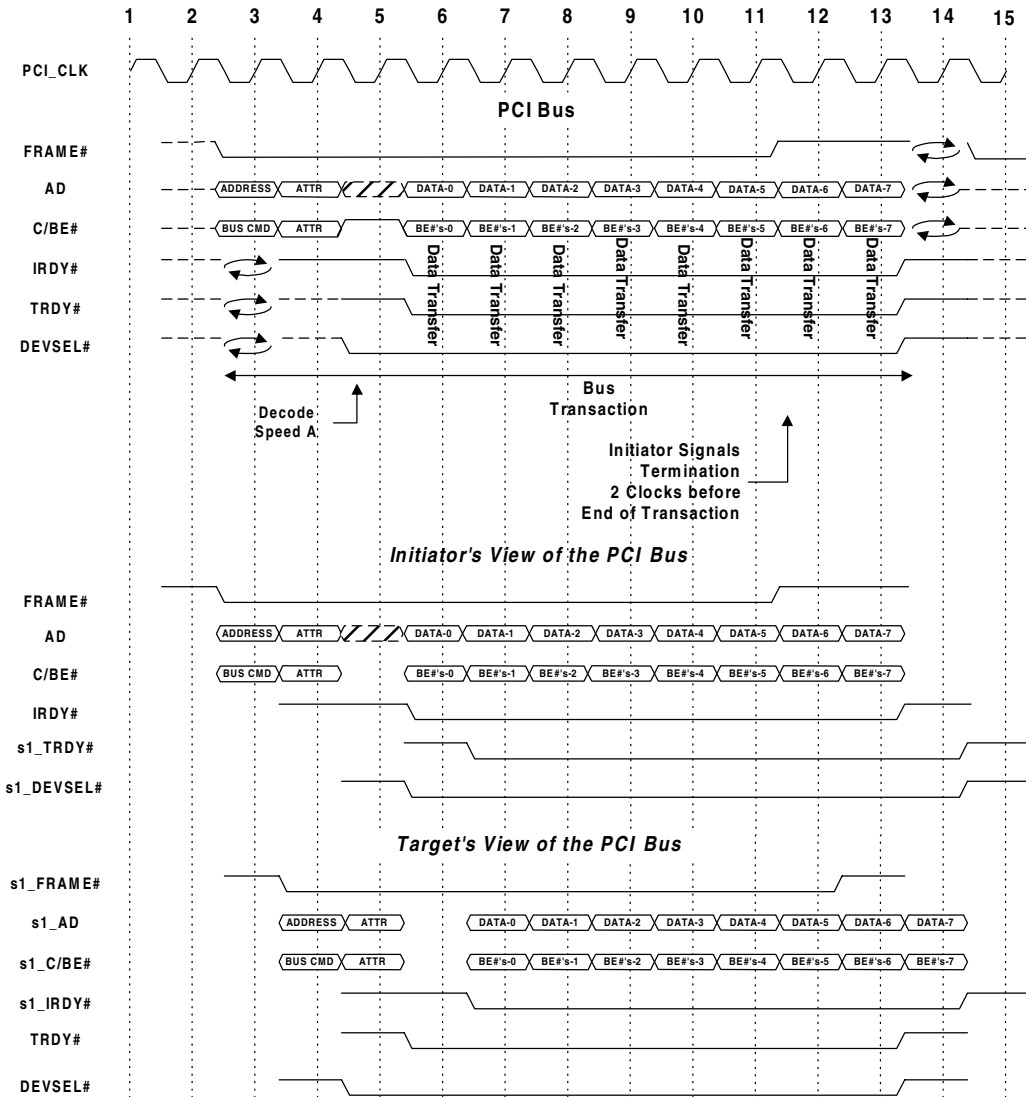 1 2 3 4 5 6 7 8 9 10 11 12 13 14 15
PCI_CLK
PCI Bus
FRAME#
AD ADDRESS ATTR DATA-0 DATA-1 DATA-2 DATA-3 DATA-4 DATA-5 DATA-6 DATA-7
C/BE# BUS CMD ATTR BE#'s-0 BE#'s-1 BE#'s-2 BE#'s-3 BE#'s-4 BE#'s-5 BE#'s-6 BE#'s-7
Data Transfer Data Transfer Data Transfer Data Transfer Data Transfer Data Transfer Data Transfer Data Transfer
IRDY#
TRDY#
DEVSEL#
Bus
Transaction
Decode
Speed A
Initiator Signals
Termination
2 Clocks before
End of Transaction
Initiator's View of the PCI Bus
FRAME#
AD ADDRESS ATTR DATA-0 DATA-1 DATA-2 DATA-3 DATA-4 DATA-5 DATA-6 DATA-7
C/BE# BUS CMD ATTR BE#'s-0 BE#'s-1 BE#'s-2 BE#'s-3 BE#'s-4 BE#'s-5 BE#'s-6 BE#'s-7
IRDY#
s1_TRDY#
s1_DEVSEL#
Target's View of the PCI Bus
s1_FRAME#
s1_AD ADDRESS ATTR DATA-0 DATA-1 DATA-2 DATA-3 DATA-4 DATA-5 DATA-6 DATA-7
s1_C/BE# BUS CMD ATTR BE#'s-0 BE#'s-1 BE#'s-2 BE#'s-3 BE#'s-4 BE#'s-5 BE#'s-6 BE#'s-7
s1_IRDY#
TRDY#
DEVSEL#